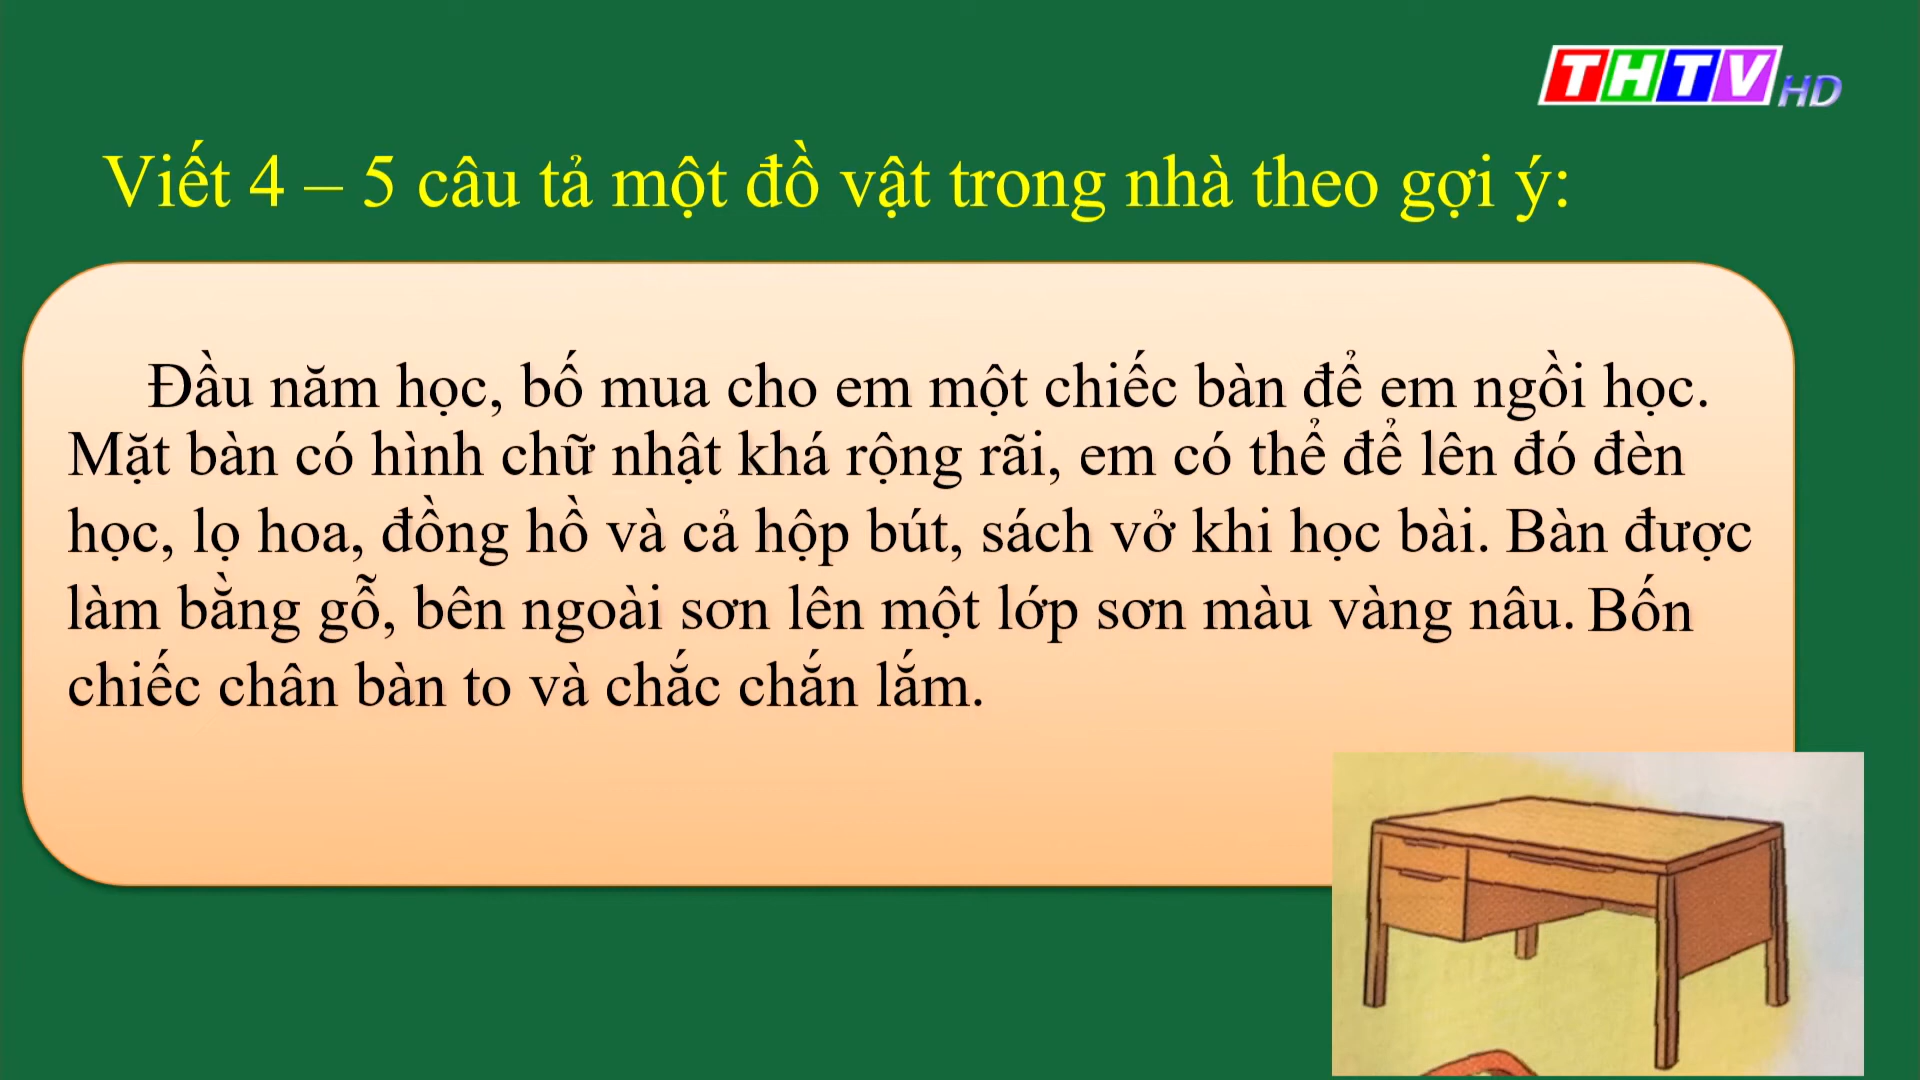 THTV HD
Viết 4 – 5 câu tả một đồ vật trong nhà theo gợi ý:
Đầu năm học, bố mua cho em một chiếc bàn để em ngồi học.
Mặt bàn có hình chữ nhật khá rộng rãi, em có thể để lên đó đèn
học, lọ hoa, đồng hồ và cả hộp bút, sách vở khi học bài. Bàn được
làm bằng gỗ, bên ngoài sơn lên một lớp sơn màu vàng nâu. Bốn
chiếc chân bàn to và chắc chắn lắm.